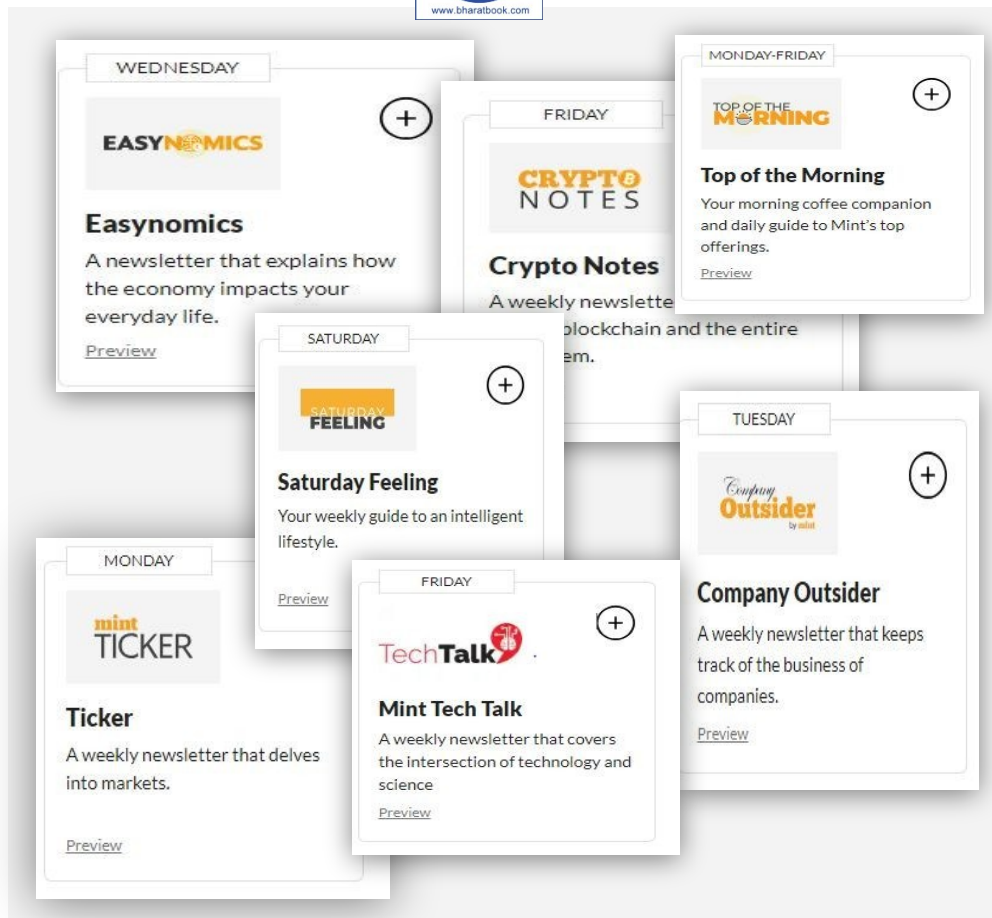 www.bharatbook.com
WEDNESDAY
EASYNOMICS
Easynomics
A newsletter that explains how
the economy impacts your
everyday life.
Preview
FRIDAY
CRYPTO
NOTES
Crypto Notes
A weekly
blockchain and the entire
MONDAY-FRIDAY
TOP OF THE
MORNING
Top of the Morning
Your morning coffee companion
and daily guide to Mint's top
offerings.
Preview
SATURDAY
SATURDAY
FEELING
Saturday Feeling
Your weekly guide to an intelligent
lifestyle.
Preview
TUESDAY
Company
Outsider
by mint
Company Outsider
A weekly newsletter that keeps
track of the business of
companies.
Preview
MONDAY
mint
TICKER
Ticker
A weekly newsletter that delves
into markets.
Preview
FRIDAY
TechTalk
Mint Tech Talk
A weekly newsletter that covers
the intersection of technology and
science
Preview